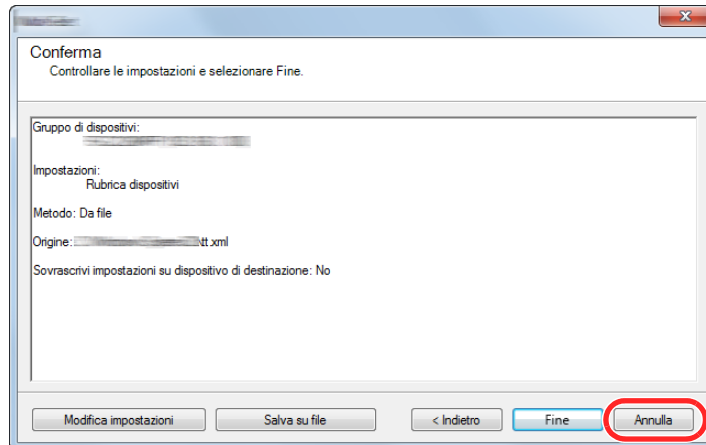 Conferma
Controllare le impostazioni e selezionare Fine.
Gruppo di dispositivi:
Impostazioni:
Rubrica dispositivi
Metodo: Da file
Origine: \tt.xml
Sovrascrivi impostazioni su dispositivo di destinazione: No
Modifica impostazioni
Salva su file
< Indietro
Fine
Annulla